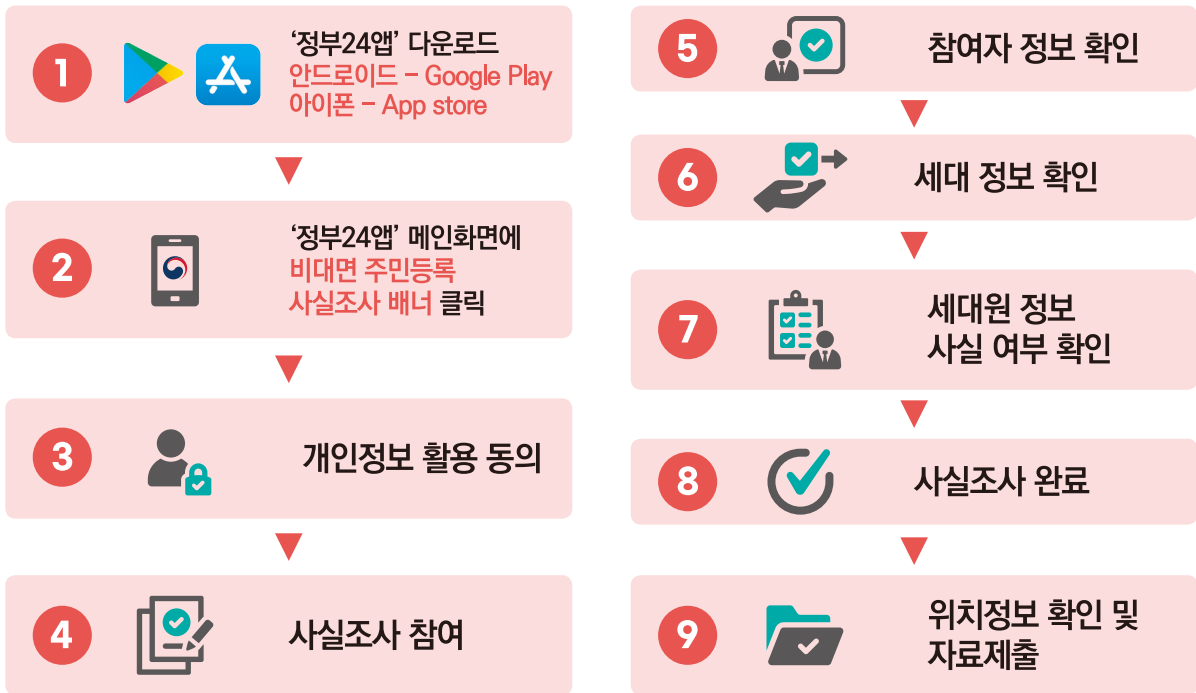 1
‘정부24앱’ 다운로드
안드로이드 – Google Play
아이폰 – App store
2
‘정부24앱’ 메인화면에
비대면 주민등록
사실조사 배너 클릭
3
개인정보 활용 동의
4
사실조사 참여
5
참여자 정보 확인
6
세대 정보 확인
7
세대원 정보
사실 여부 확인
8
사실조사 완료
9
위치정보 확인 및
자료제출